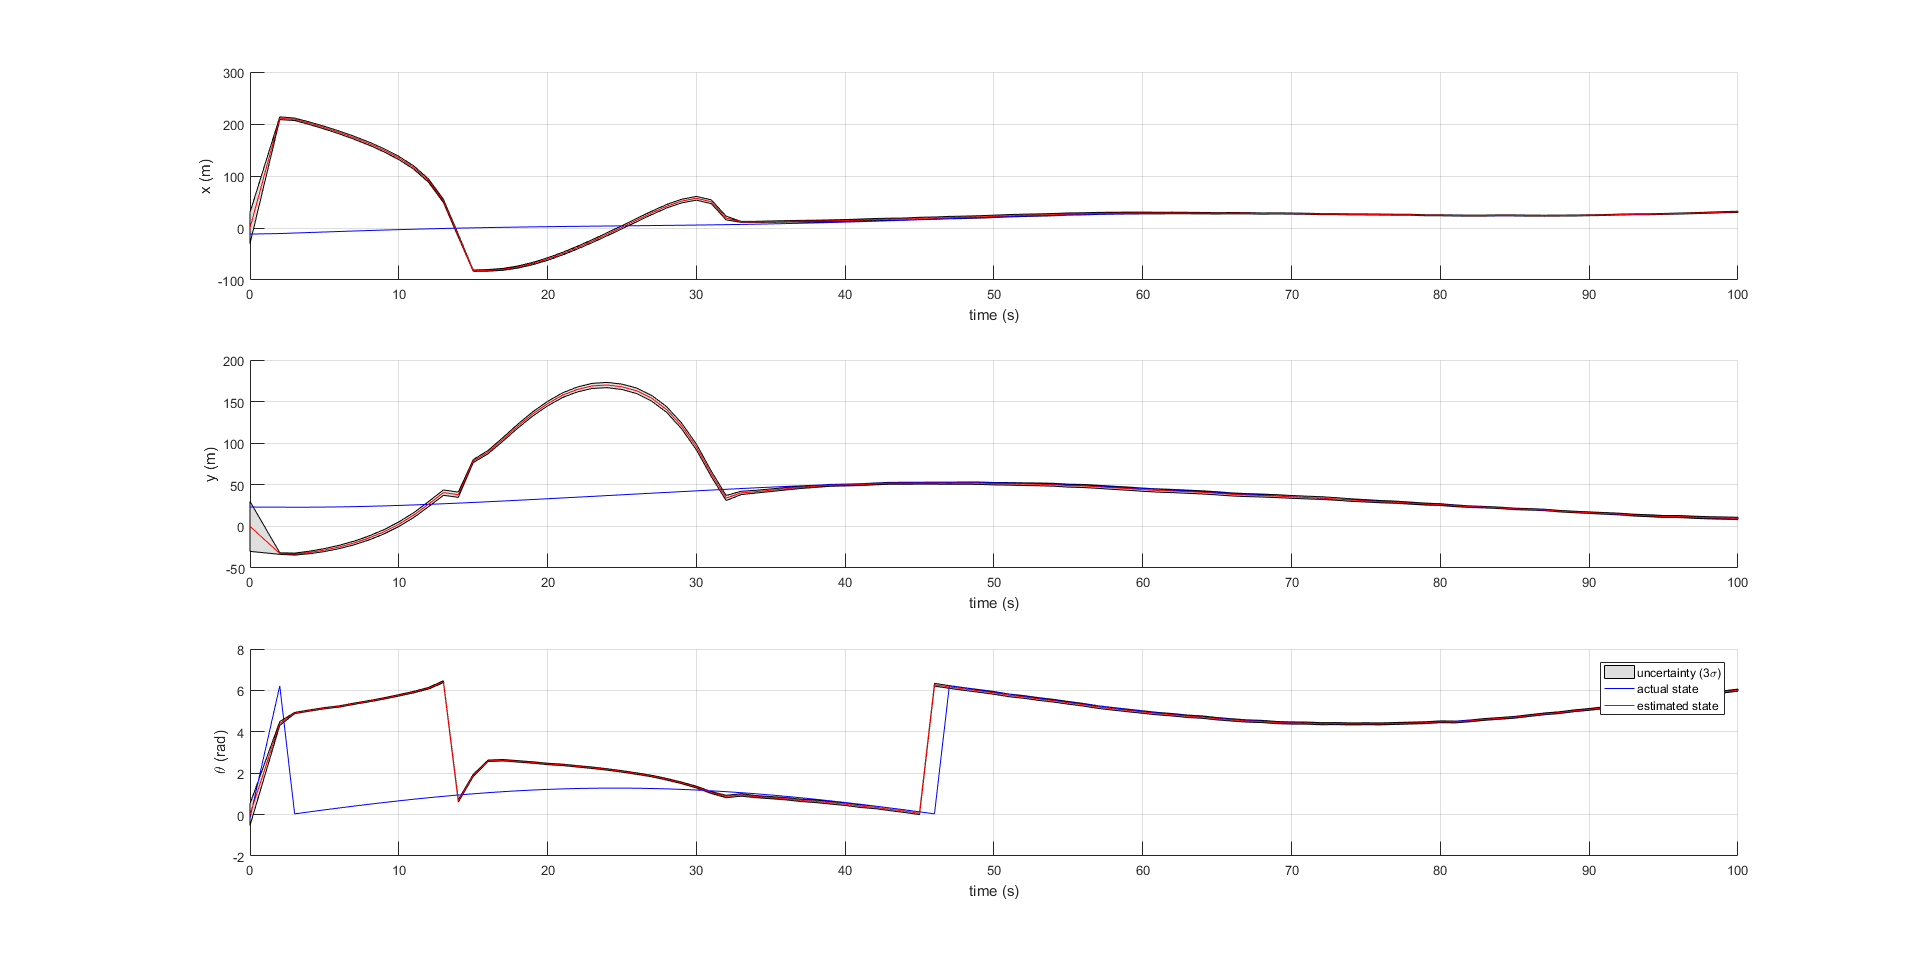 300
200
100
0
-100
x (m)
0 10 20 30 40 50 60 70 80 90 100
time (s)
200
150
100
50
0
-50
y (m)
0 10 20 30 40 50 60 70 80 90 100
time (s)
8
6
4
2
0
-2
θ (rad)
uncertainty (3σ)
actual state
estimated state
0 10 20 30 40 50 60 70 80 90 100
time (s)